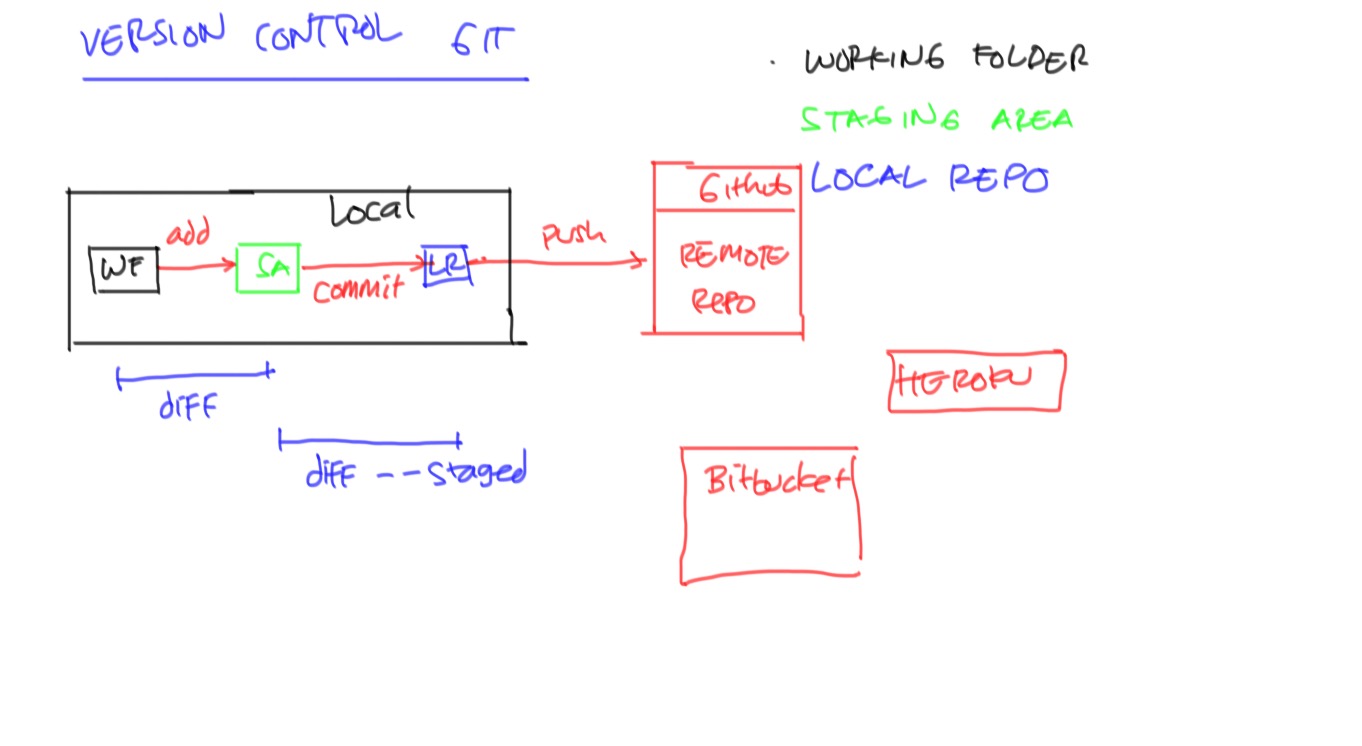 VERSION CONTROL GIT
. WORKING FOLDER
STAGING AREA
LOCAL REPO
Local
WF
add
SA
commit
LR
push
Github
REMOTE
REPO
HEROKU
diff
diff --staged
Bitbucket